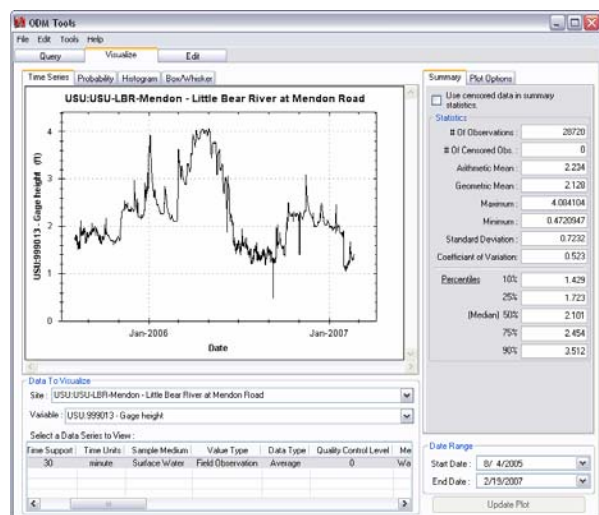 ODM Tools
File Edit Tools Help
Query Visualize Edit
Time Series Probability Histogram Box/Whisker
USU:USU-LBR-Mendon - Little Bear River at Mendon Road
USU:999013 - Gage height (ft)
4
3
2
1
0
Jan-2006 Jan-2007
Date
Data To Visualize
Site : USU:USU-LBR-Mendon - Little Bear River at Mendon Road
Variable : USU:999013 - Gage height
Select a Data Series to View :
Time Support Time Units Sample Medium Value Type Data Type Quality Control Level Me
30 minute Surface Water Field Observation Average 0 Wa
Summary Plot Options
Use censored data in summary
statistics.
Statistics
# Of Observations : 28720
# Of Censored Obs. : 0
Arithmetic Mean : 2.234
Geometric Mean : 2.128
Maximum : 4.084104
Minimum : 0.4720947
Standard Deviation : 0.7232
Coefficiant of Variation: 0.523
Percentiles 10% 1.429
25% 1.723
(Median) 50% 2.101
75% 2.454
90% 3.512
Date Range
Start Date : 8/ 4/2005
End Date : 2/19/2007
Update Plot